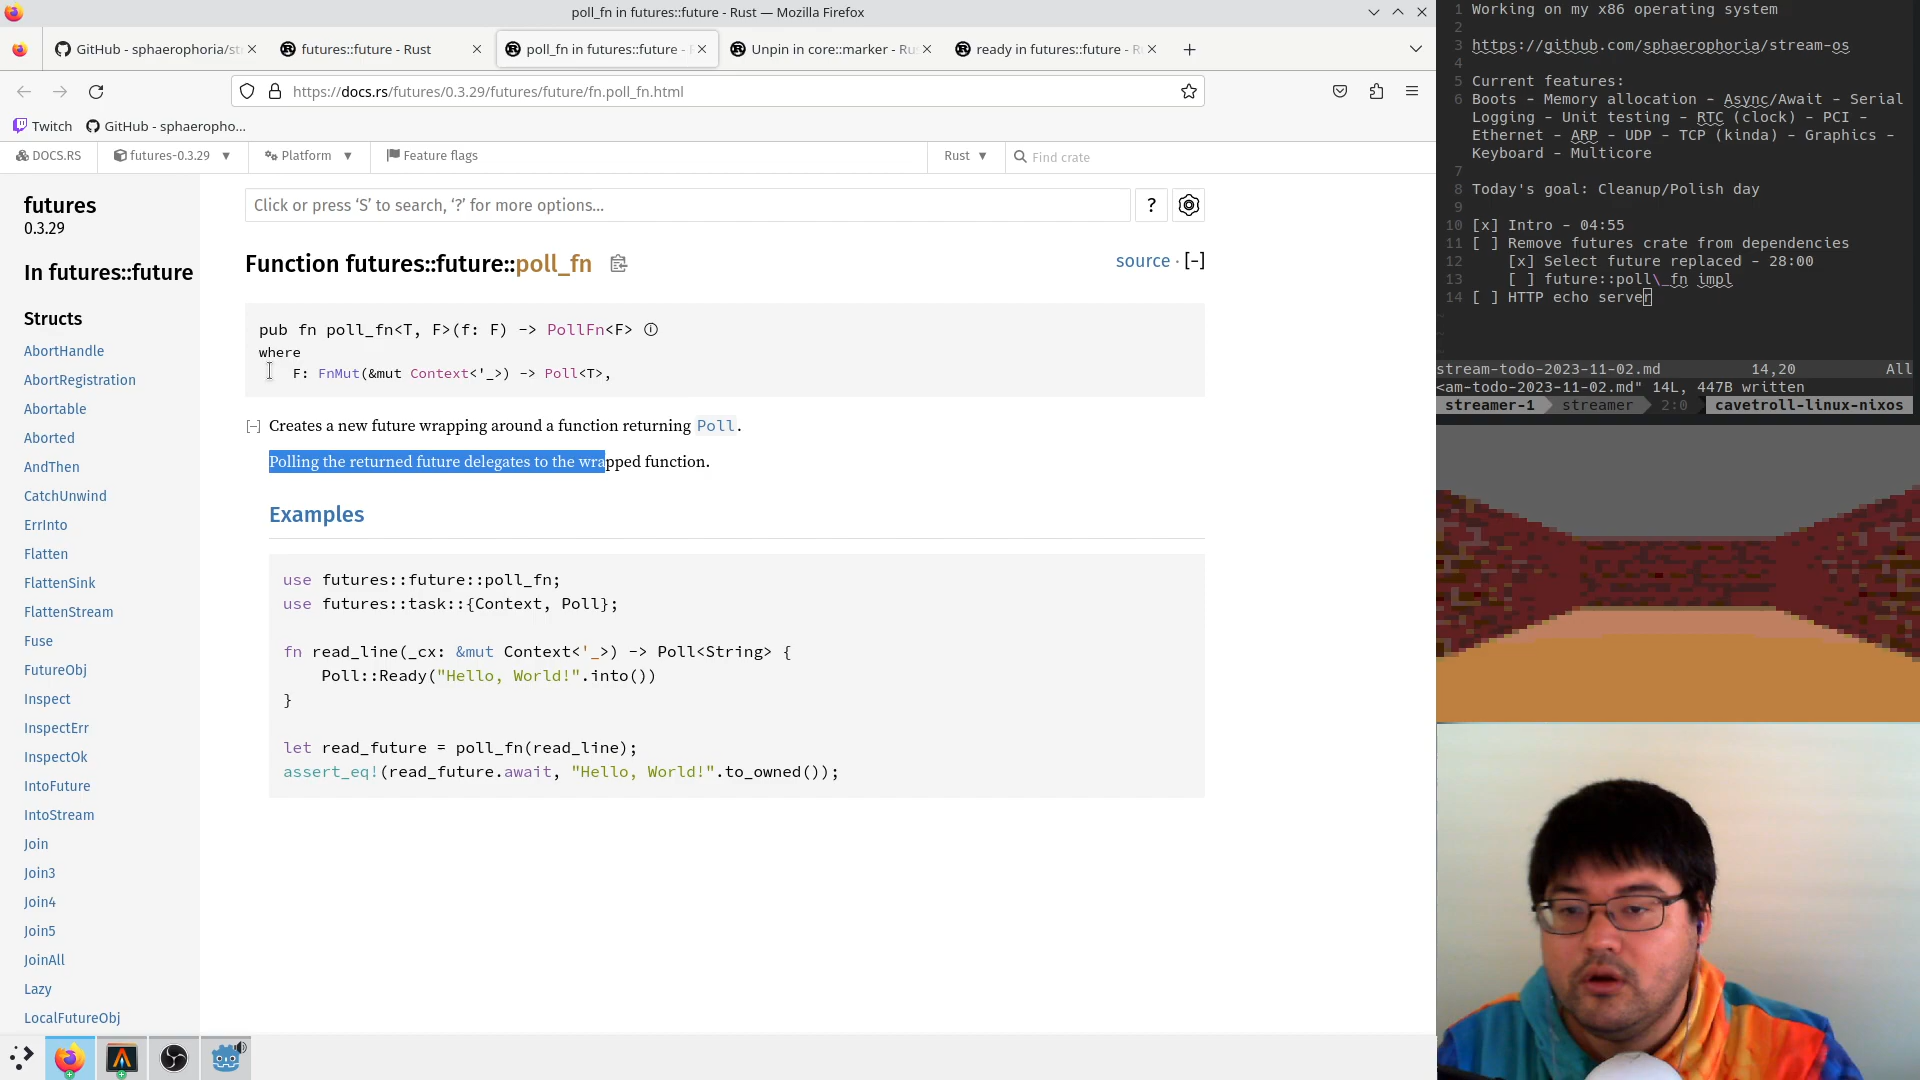 poll_fn in futures::future - Rust — Mozilla Firefox
GitHub - sphaerophoria/st
futures::future - Rust
poll_fn in futures::future -
Unpin in core::marker - Ru
ready in futures::future - R
https://docs.rs/futures/0.3.29/futures/future/fn.poll_fn.html
Twitch
GitHub - sphaeropho...
DOCS.RS
futures-0.3.29
Platform
Feature flags
Rust
Find crate
futures
0.3.29
In futures::future
Structs
AbortHandle
AbortRegistration
Abortable
Aborted
AndThen
CatchUnwind
ErrInto
Flatten
FlattenSink
FlattenStream
Fuse
FutureObj
Inspect
InspectErr
InspectOk
IntoFuture
IntoStream
Join
Join3
Join4
Join5
JoinAll
Lazy
LocalFutureObj
Click or press ‘S’ to search, ‘?’ for more options...
?
Function futures::future::poll_fn
source · [-]
pub fn poll_fn<T, F>(f: F) -> PollFn<F> ⓘ
where
    F: FnMut(&mut Context<'_>) -> Poll<T>,
[-] Creates a new future wrapping around a function returning Poll.
Polling the returned future delegates to the wrapped function.
Examples
use futures::future::poll_fn;
use futures::task::{Context, Poll};
fn read_line(_cx: &mut Context<'_>) -> Poll<String> {
    Poll::Ready("Hello, World!".into())
}
let read_future = poll_fn(read_line);
assert_eq!(read_future.await, "Hello, World!".to_owned());
1 Working on my x86 operating system
2
3 https://github.com/sphaerophoria/stream-os
4
5 Current features:
6 Boots - Memory allocation - Async/Await - Serial
Logging - Unit testing - RTC (clock) - PCI -
Ethernet - ARP - UDP - TCP (kinda) - Graphics -
Keyboard - Multicore
7
8 Today's goal: Cleanup/Polish day
9
10 [x] Intro - 04:55
11 [ ] Remove futures crate from dependencies
12     [x] Select future replaced - 28:00
13     [ ] future::poll\_fn impl
14 [ ] HTTP echo server
~
~
stream-todo-2023-11-02.md 14,20 All
<am-todo-2023-11-02.md" 14L, 447B written
streamer-1 streamer 2:0 cavetroll-linux-nixos